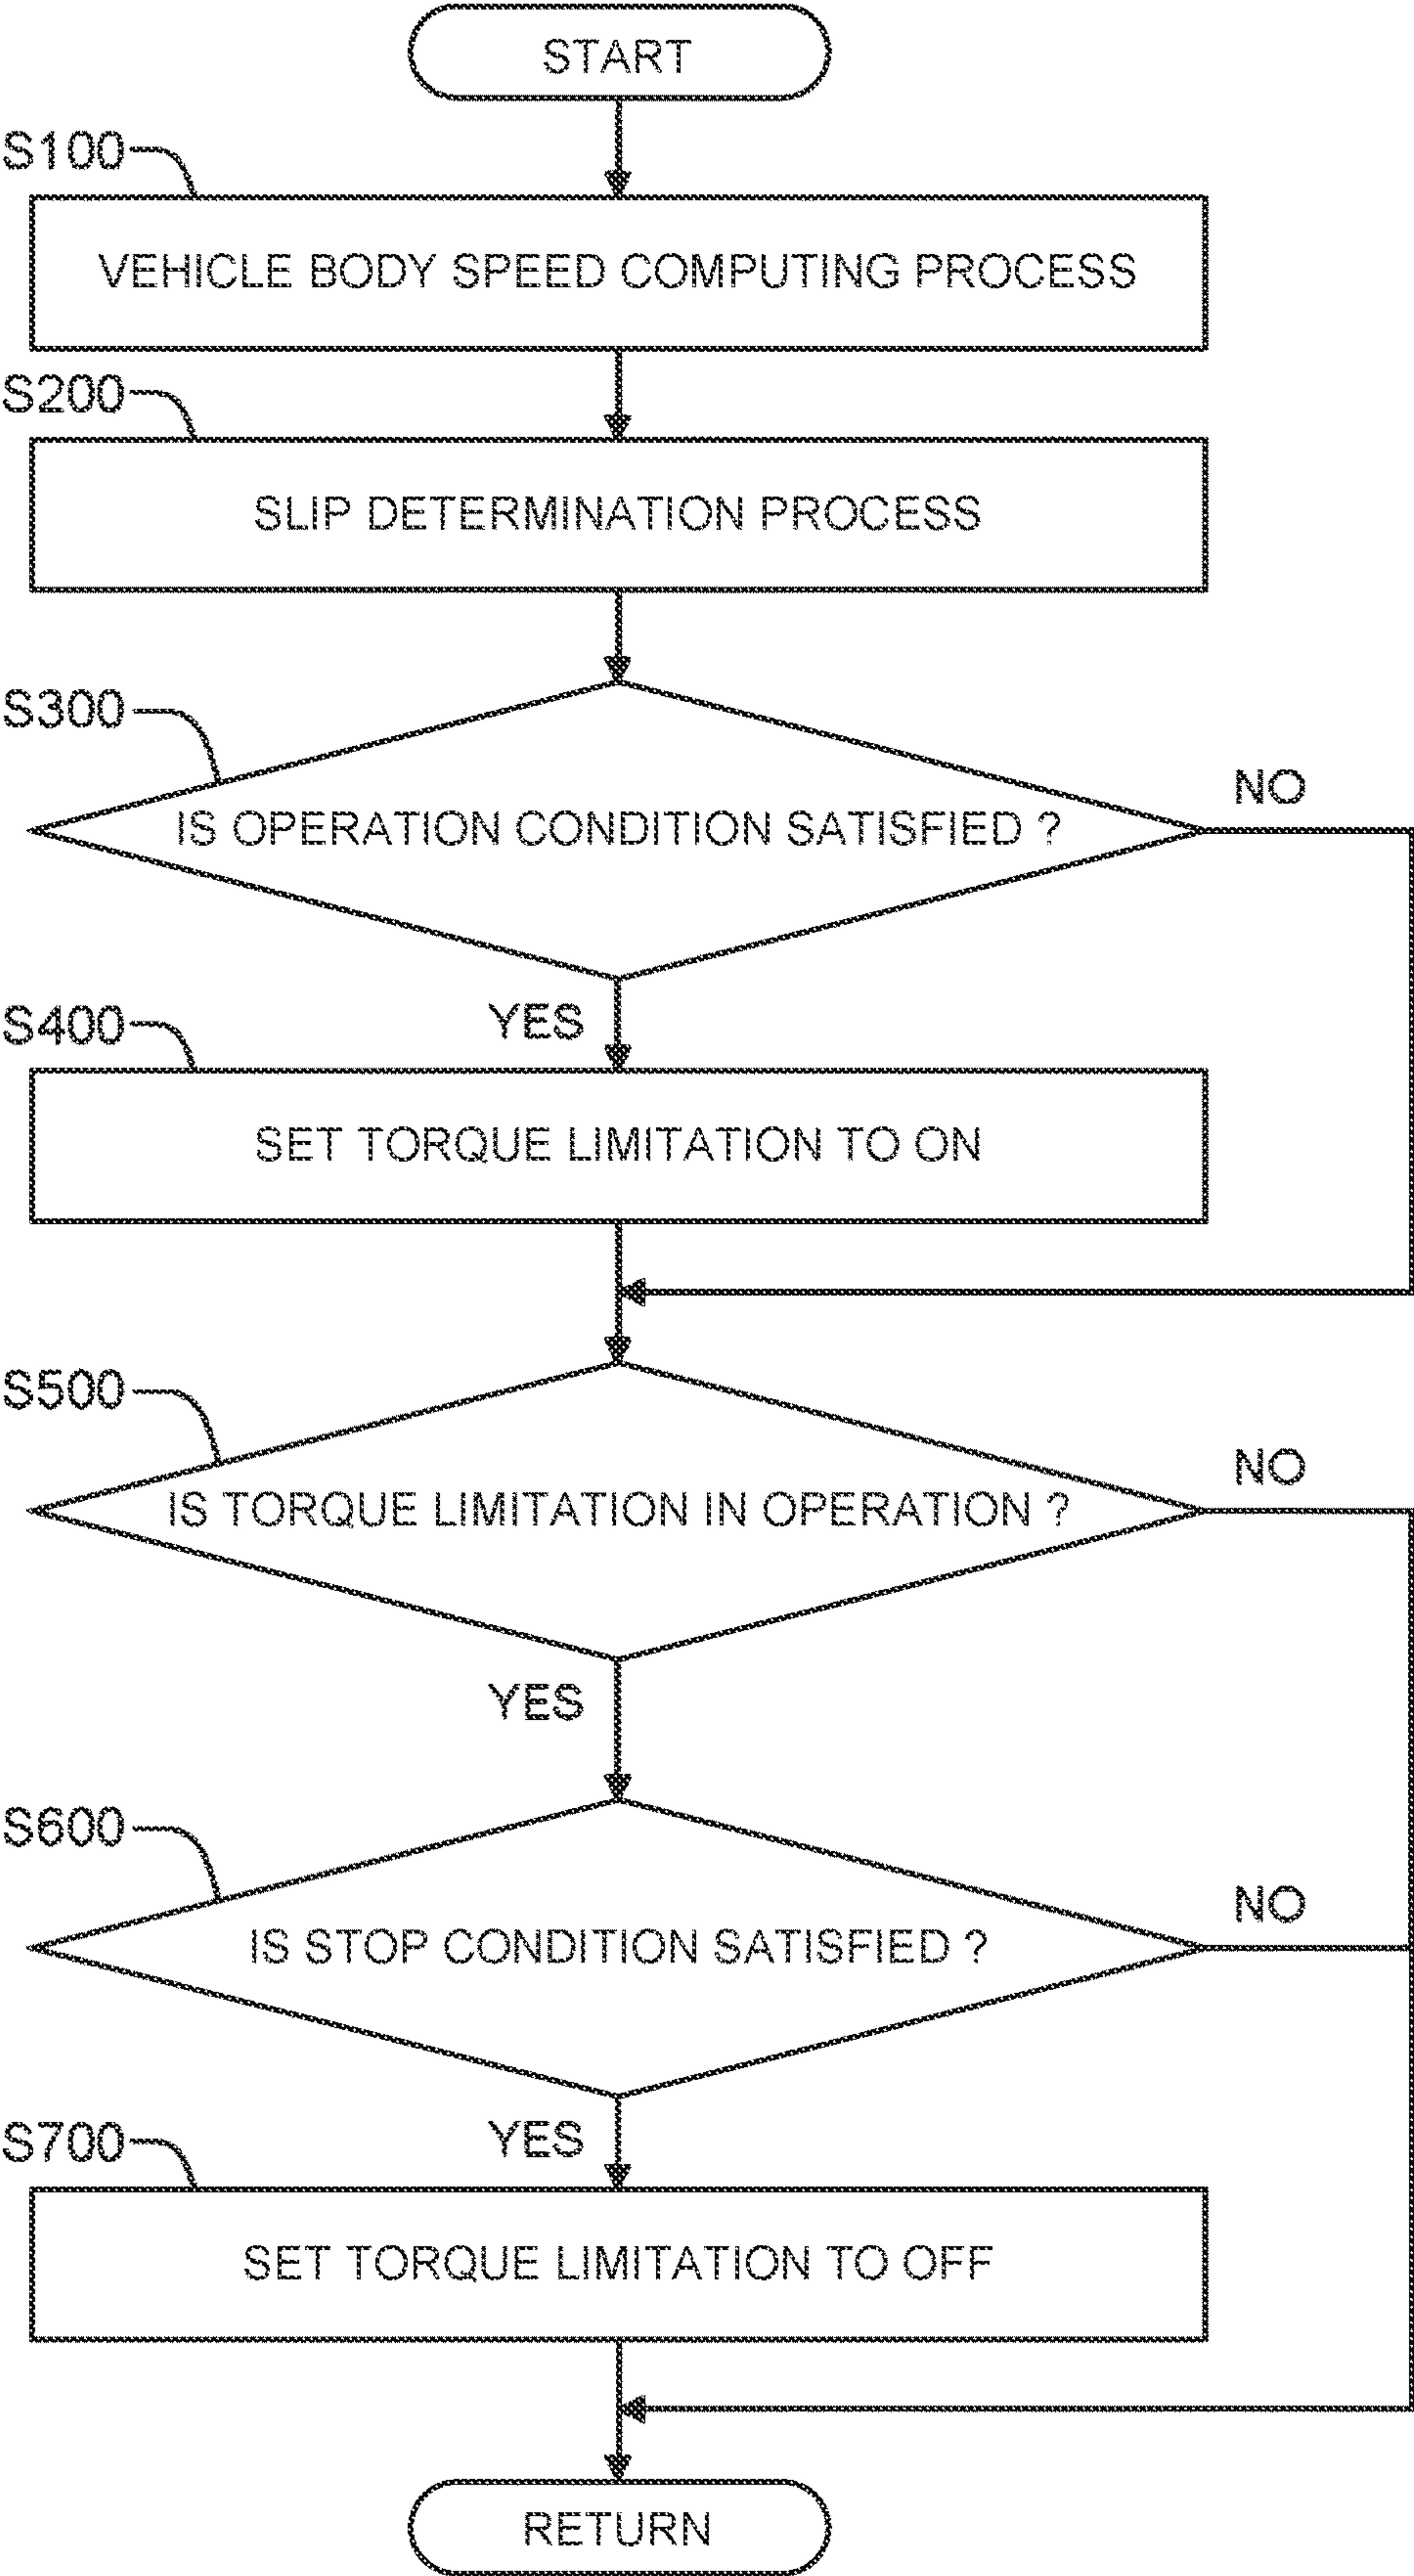 START
S100
VEHICLE BODY SPEED COMPUTING PROCESS
S200
SLIP DETERMINATION PROCESS
S300
NO
IS OPERATION CONDITION SATISFIED ?
YES
S400
SET TORQUE LIMITATION TO ON
S500
NO
IS TORQUE LIMITATION IN OPERATION ?
YES
S600
NO
IS STOP CONDITION SATISFIED ?
YES
S700
SET TORQUE LIMITATION TO OFF
RETURN